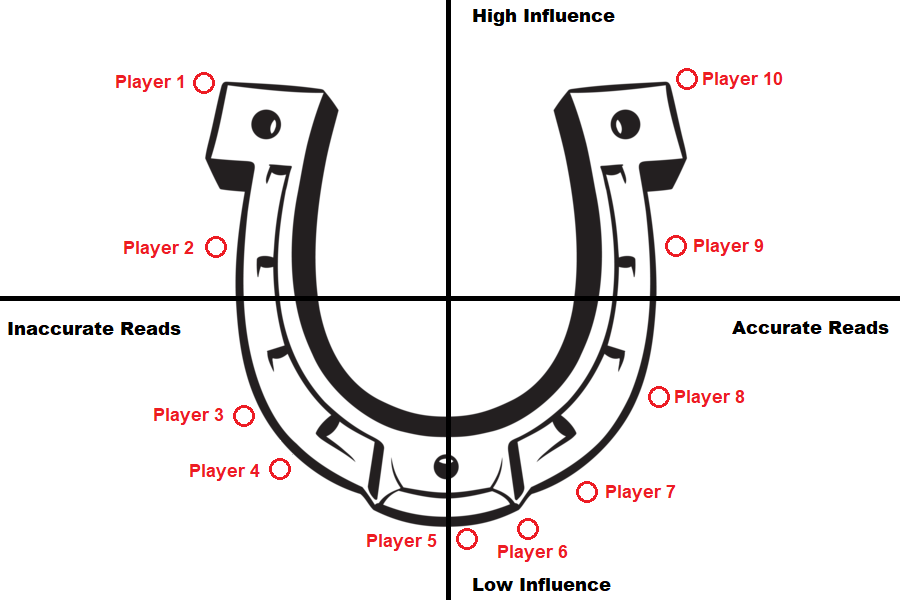 High Influence
Player 1
Player 10
Player 2
Player 9
Inaccurate Reads
Accurate Reads
Player 8
Player 3
Player 4
Player 7
Player 5
Player 6
Low Influence